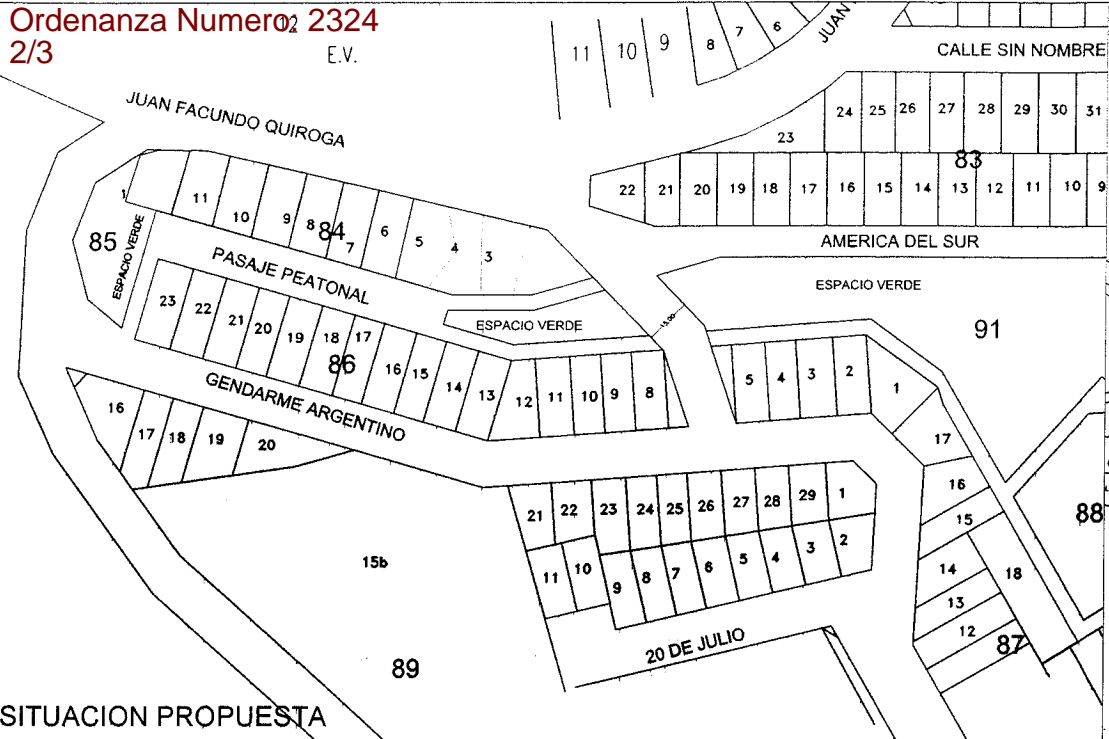 Ordenanza Numero: 2324
2/3
12
E.V.
11 10 9 8 7 6
JUAN
CALLE SIN NOMBRE
JUAN FACUNDO QUIROGA
24 25 26 27 28 29 30 31
23
83
22 21 20 19 18 17 16 15 14 13 12 11 10 9
AMERICA DEL SUR
ESPACIO VERDE
91
1
11 10 9 8 7 6 5 4 3
84
85
ESPACIO VERDE
PASAJE PEATONAL
ESPACIO VERDE
15.00
23 22 21 20 19 18 17 16 15 14 13 12 11 10 9 8
86
5 4 3 2 1
17
16
15
14
13
12
18
87
88
GENDARME ARGENTINO
16 17 18 19 20
21 22 23 24 25 26 27 28 29 1
11 10 9 8 7 6 5 4 3 2
15b
20 DE JULIO
89
SITUACION PROPUESTA